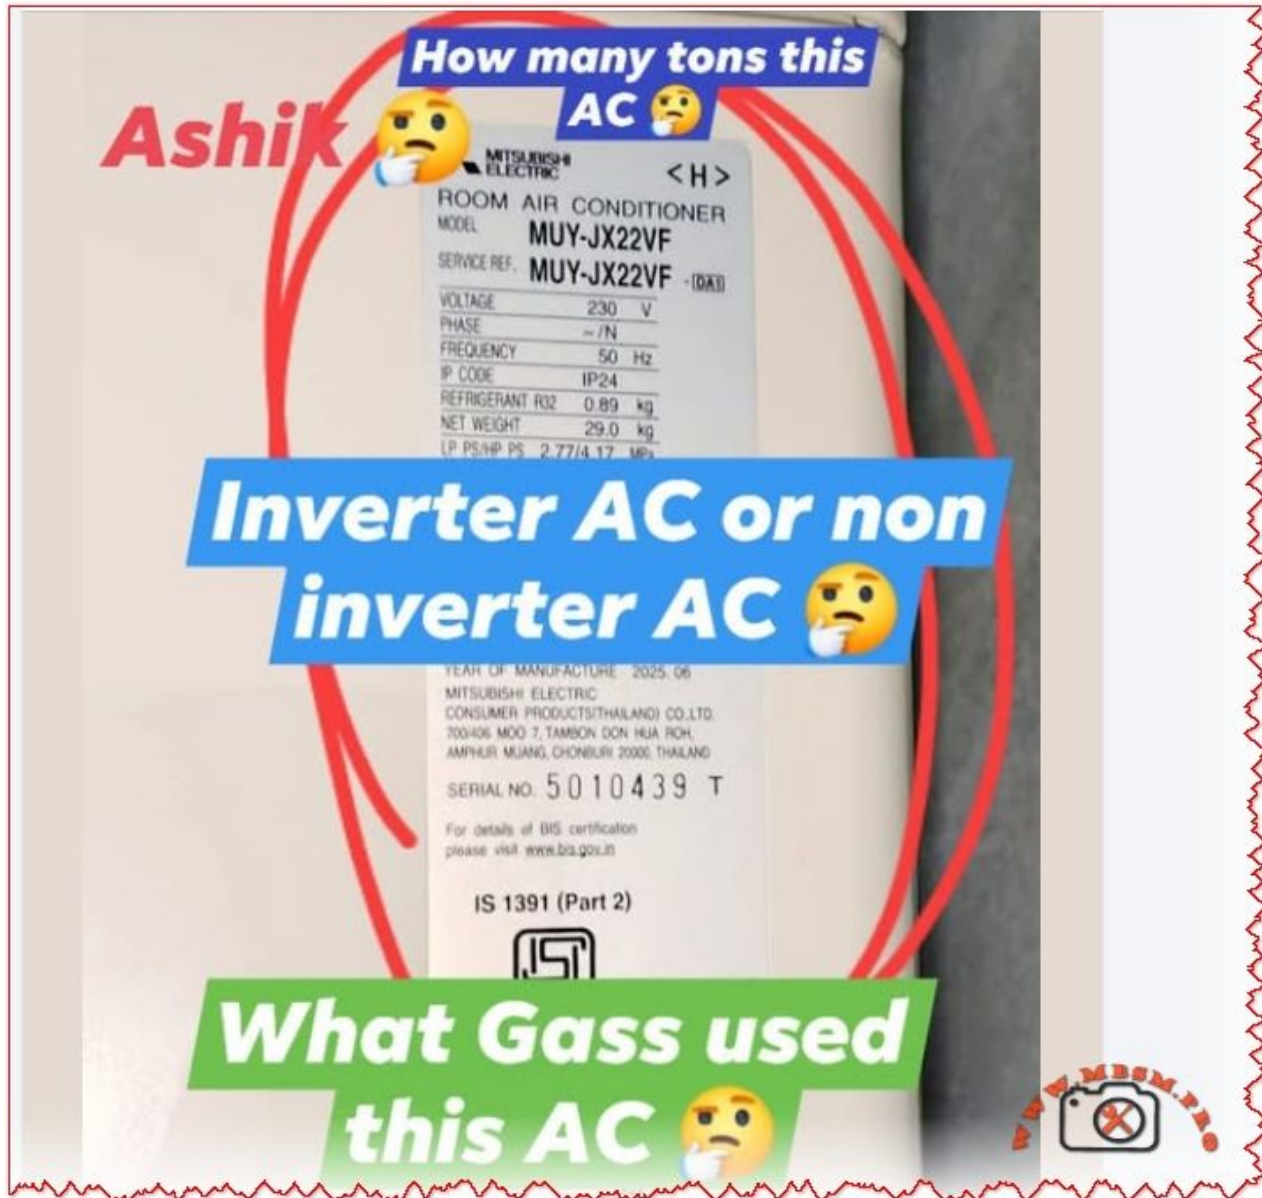 How many tons this
AC
Ashik
MITSUBISHI
ELECTRIC
<H>
ROOM AIR CONDITIONER
MODEL MUY-JX22VF
SERVICE REF. MUY-JX22VF -DA1
VOLTAGE 230 V
PHASE ~/N
FREQUENCY 50 Hz
IP CODE IP24
REFRIGERANT R32 0.89 kg
NET WEIGHT 29.0 kg
LP PS/HP PS 2.77/4.17 MPa
Inverter AC or non
inverter AC
YEAR OF MANUFACTURE 2025. 06
MITSUBISHI ELECTRIC
CONSUMER PRODUCTS(THAILAND) CO.,LTD.
700/406 MOO 7, TAMBON DON HUA ROH,
AMPHUR MUANG, CHONBURI 20000, THAILAND
SERIAL NO. 5010439 T
For details of BIS certification
please visit www.bis.gov.in
IS 1391 (Part 2)
What Gass used
this AC
WWW.MBSM.PRO